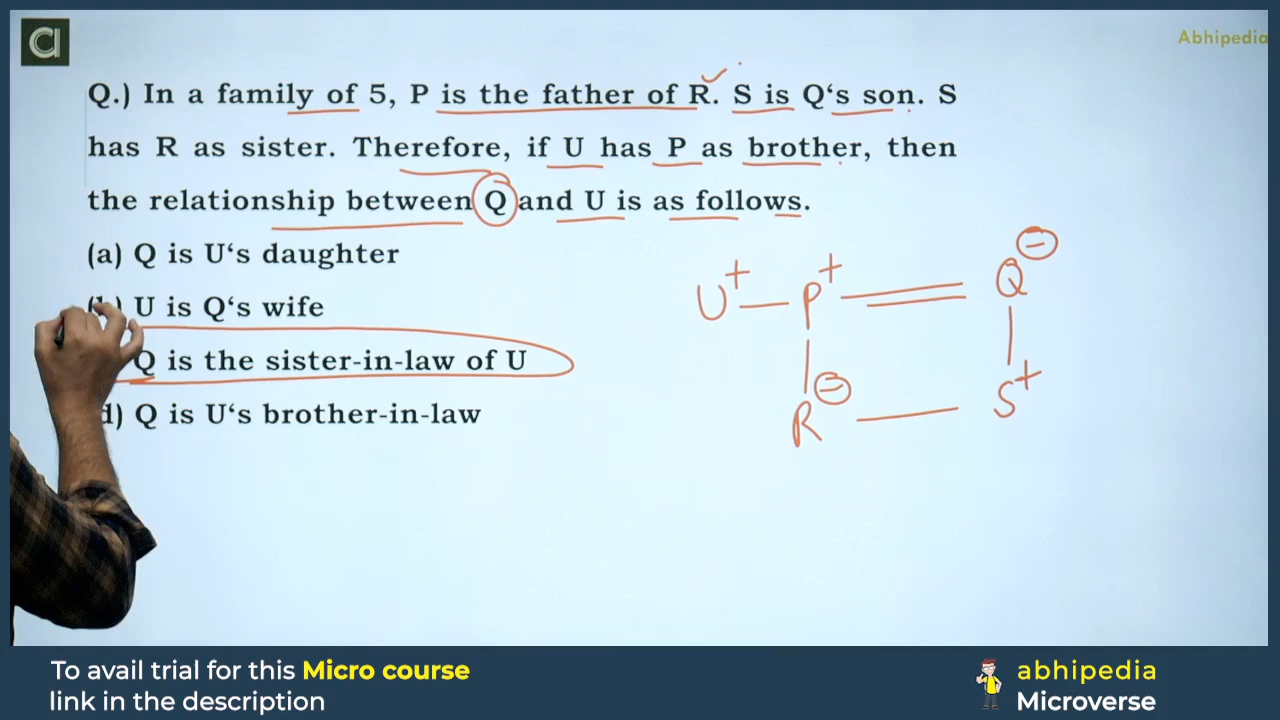 Abhipedia
Q.) In a family of 5, P is the father of R. S is Q‘s son. S
has R as sister. Therefore, if U has P as brother, then
the relationship between Q and U is as follows.
(a) Q is U‘s daughter
U is Q‘s wife
Q is the sister-in-law of U
d) Q is U‘s brother-in-law
U+ P+ Q −
R − S+
To avail trial for this Micro course
link in the description
abhipedia
Microverse